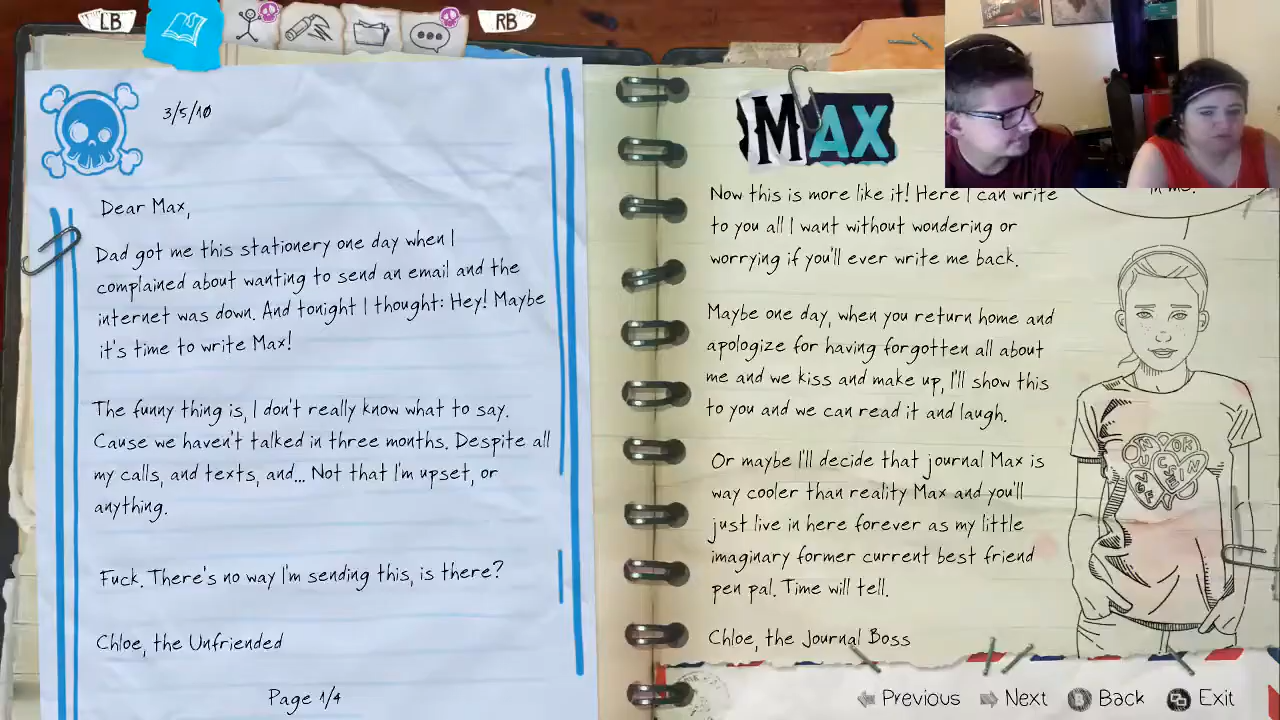 LB
RB
3/5/10
Dear Max,
Dad got me this stationery one day when I
complained about wanting to send an email and the
internet was down. And tonight I thought: Hey! Maybe
it's time to write Max!
The funny thing is, I don't really know what to say.
Cause we haven't talked in three months. Despite all
my calls, and texts, and... Not that I'm upset, or
anything.
Fuck. There's no way I'm sending this, is there?
Chloe, the Unfriended
Page 1/4
MAX
Now this is more like it! Here I can write
to you all I want without wondering or
worrying if you'll ever write me back.
Maybe one day, when you return home and
apologize for having forgotten all about
me and we kiss and make up, I'll show this
to you and we can read it and laugh.
Or maybe I'll decide that journal Max is
way cooler than reality Max and you'll
just live in here forever as my little
imaginary former current best friend
pen pal. Time will tell.
Chloe, the Journal Boss
in me.
Previous
Next
Back
Exit